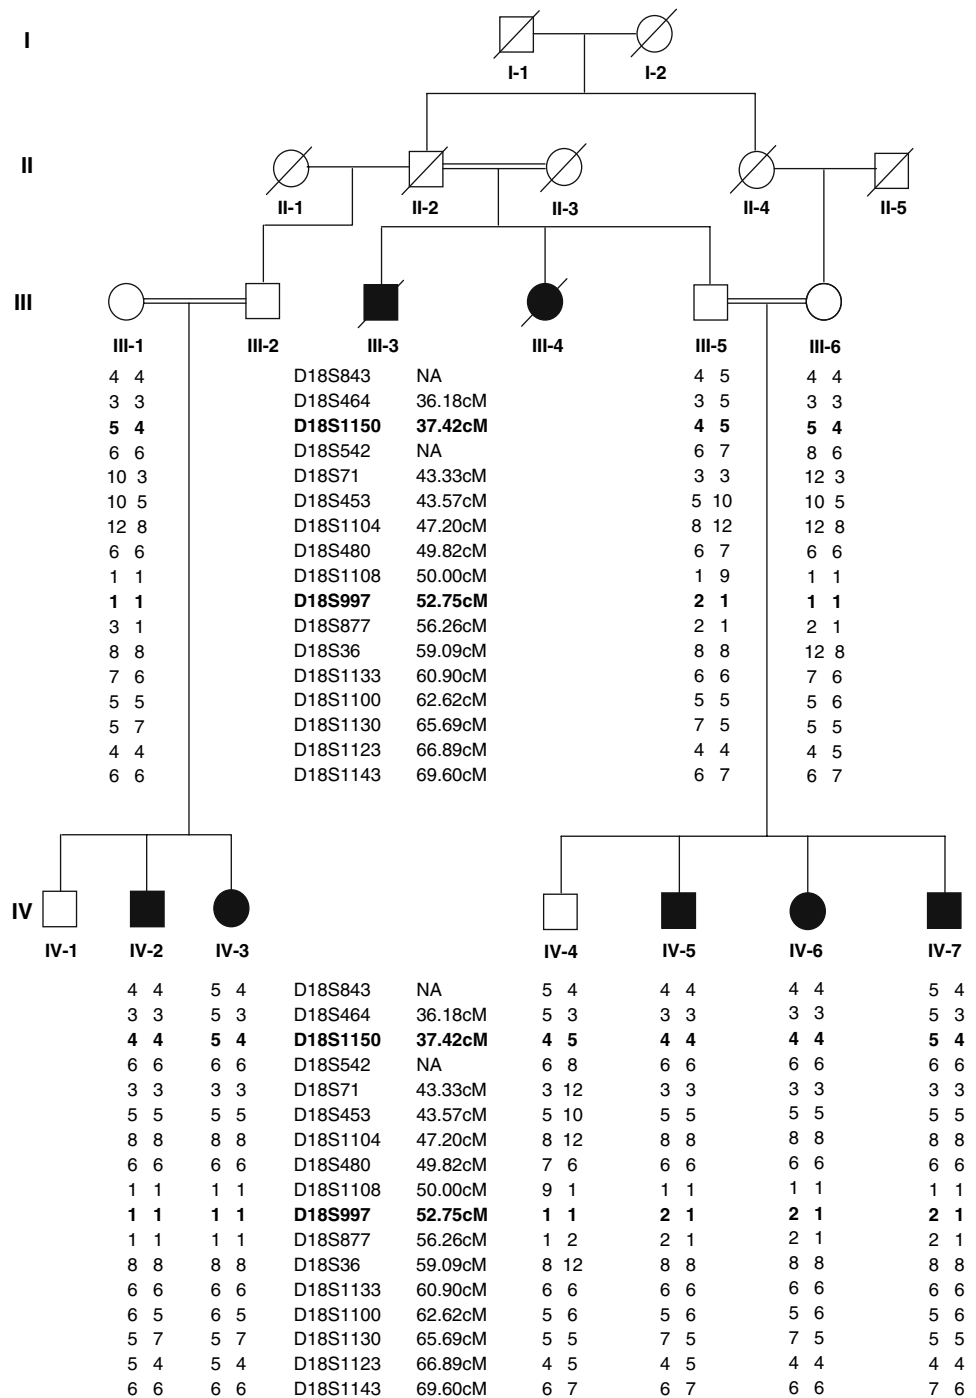 I
I-1 I-2
II
II-1 II-2 II-3 II-4 II-5
III
III-1 III-2 III-3 III-4 III-5 III-6
4 4 D18S843 NA 4 5 4 4
3 3 D18S464 36.18cM 3 5 3 3
5 4 D18S1150 37.42cM 4 5 5 4
6 6 D18S542 NA 6 7 8 6
10 3 D18S71 43.33cM 3 3 12 3
10 5 D18S453 43.57cM 5 10 10 5
12 8 D18S1104 47.20cM 8 12 12 8
6 6 D18S480 49.82cM 6 7 6 6
1 1 D18S1108 50.00cM 1 9 1 1
1 1 D18S997 52.75cM 2 1 1 1
3 1 D18S877 56.26cM 2 1 2 1
8 8 D18S36 59.09cM 8 8 12 8
7 6 D18S1133 60.90cM 6 6 7 6
5 5 D18S1100 62.62cM 5 5 5 6
5 7 D18S1130 65.69cM 7 5 5 5
4 4 D18S1123 66.89cM 4 4 4 5
6 6 D18S1143 69.60cM 6 7 6 7
IV
IV-1 IV-2 IV-3 IV-4 IV-5 IV-6 IV-7
4 4 5 4 D18S843 NA 5 4 4 4 4 4 5 4
3 3 5 3 D18S464 36.18cM 5 3 3 3 3 3 5 3
4 4 5 4 D18S1150 37.42cM 4 5 4 4 4 4 5 4
6 6 6 6 D18S542 NA 6 8 6 6 6 6 6 6
3 3 3 3 D18S71 43.33cM 3 12 3 3 3 3 3 3
5 5 5 5 D18S453 43.57cM 5 10 5 5 5 5 5 5
8 8 8 8 D18S1104 47.20cM 8 12 8 8 8 8 8 8
6 6 6 6 D18S480 49.82cM 7 6 6 6 6 6 6 6
1 1 1 1 D18S1108 50.00cM 9 1 1 1 1 1 1 1
1 1 1 1 D18S997 52.75cM 1 1 2 1 2 1 2 1
1 1 1 1 D18S877 56.26cM 1 2 2 1 2 1 2 1
8 8 8 8 D18S36 59.09cM 8 12 8 8 8 8 8 8
6 6 6 6 D18S1133 60.90cM 6 6 6 6 6 6 6 6
6 5 6 5 D18S1100 62.62cM 5 6 5 6 5 6 5 6
5 7 5 7 D18S1130 65.69cM 5 5 7 5 7 5 5 5
5 4 5 4 D18S1123 66.89cM 4 5 4 5 4 4 4 4
6 6 6 6 D18S1143 69.60cM 6 7 6 7 6 6 7 6